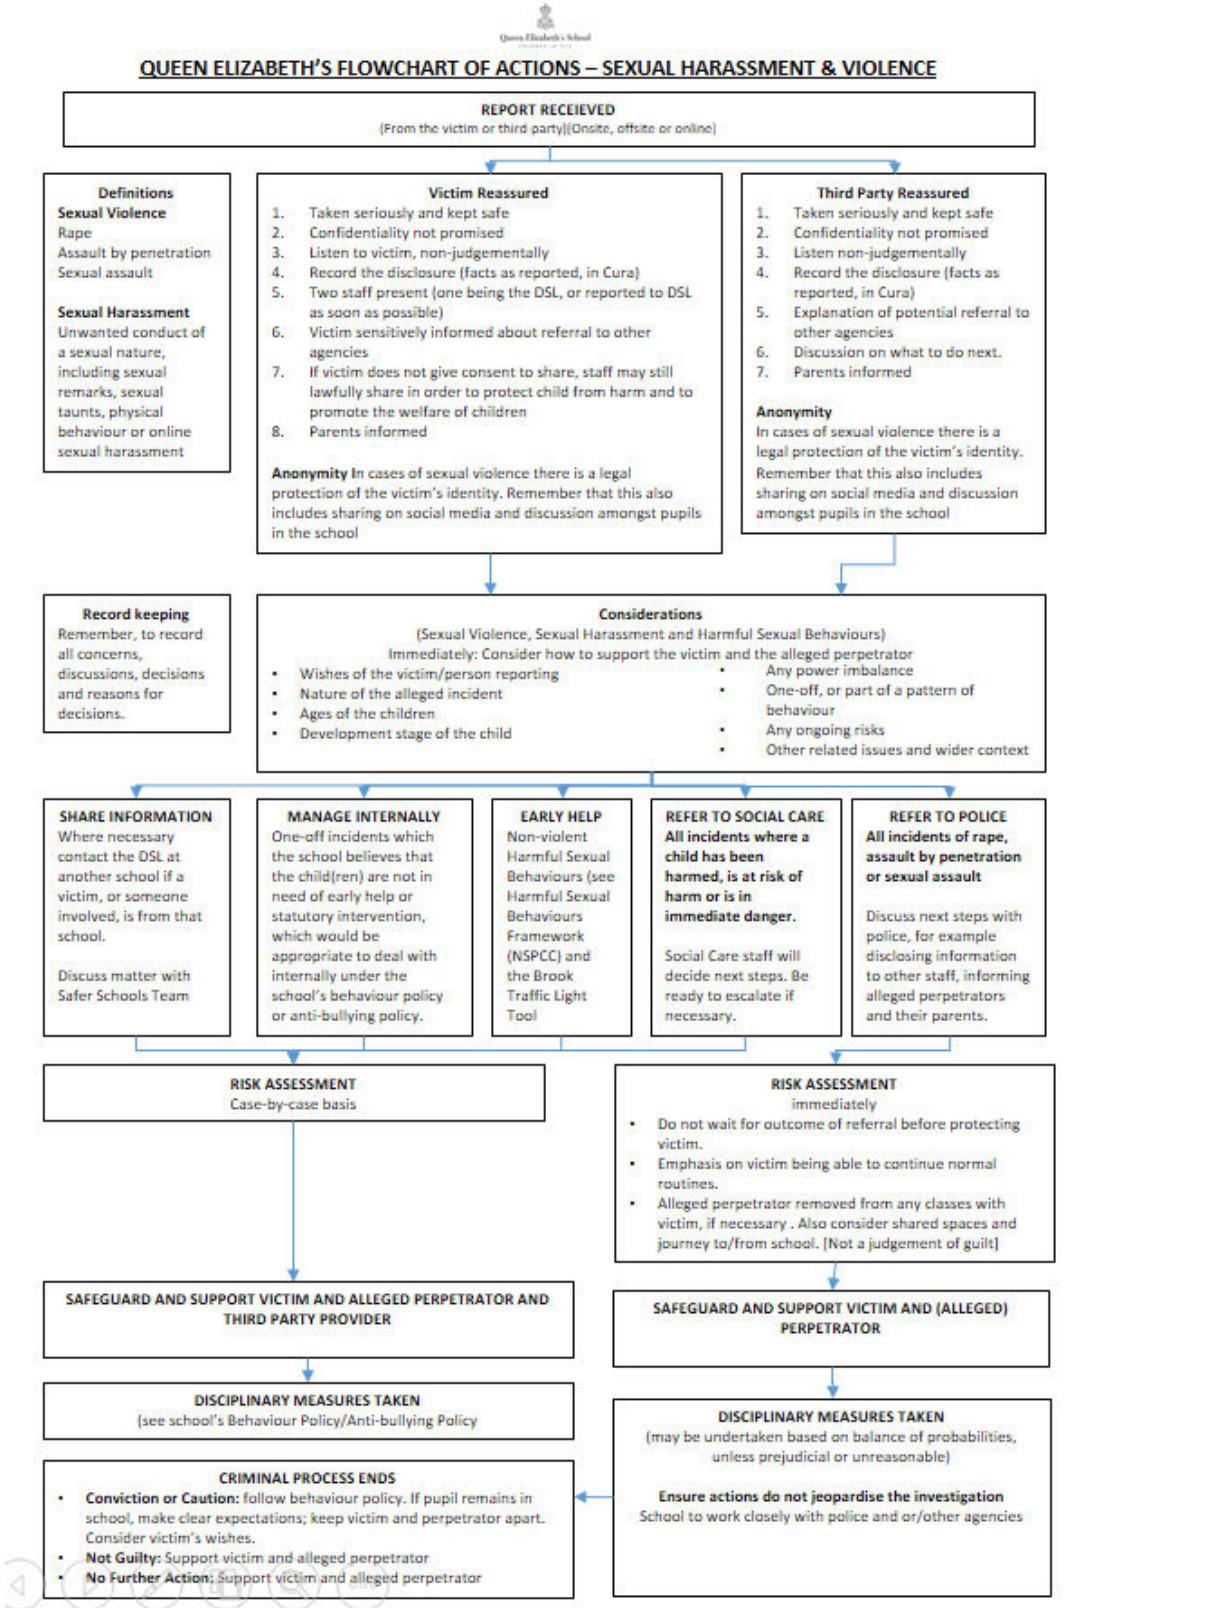 Queen Elizabeth's School
QUEEN ELIZABETH'S FLOWCHART OF ACTIONS – SEXUAL HARASSMENT & VIOLENCE
REPORT RECEIEVED
(From the victim or third party)(Onsite, offsite or online)
Definitions
Sexual Violence
Rape
Assault by penetration
Sexual assault
Sexual Harassment
Unwanted conduct of
a sexual nature,
including sexual
remarks, sexual
taunts, physical
behaviour or online
sexual harassment
Victim Reassured
1. Taken seriously and kept safe
2. Confidentiality not promised
3. Listen to victim, non-judgementally
4. Record the disclosure (facts as reported, in Cura)
5. Two staff present (one being the DSL, or reported to DSL
as soon as possible)
6. Victim sensitively informed about referral to other
agencies
7. If victim does not give consent to share, staff may still
lawfully share in order to protect child from harm and to
promote the welfare of children
8. Parents informed
Anonymity In cases of sexual violence there is a legal
protection of the victim's identity. Remember that this also
includes sharing on social media and discussion amongst pupils
in the school
Third Party Reassured
1. Taken seriously and kept safe
2. Confidentiality not promised
3. Listen non-judgementally
4. Record the disclosure (facts as
reported, in Cura)
5. Explanation of potential referral to
other agencies
6. Discussion on what to do next.
7. Parents informed
Anonymity
In cases of sexual violence there is a
legal protection of the victim's identity.
Remember that this also includes
sharing on social media and discussion
amongst pupils in the school
Record keeping
Remember, to record
all concerns,
discussions, decisions
and reasons for
decisions.
Considerations
(Sexual Violence, Sexual Harassment and Harmful Sexual Behaviours)
Immediately: Consider how to support the victim and the alleged perpetrator
▪ Wishes of the victim/person reporting
▪ Nature of the alleged incident
▪ Ages of the children
▪ Development stage of the child
▪ Any power imbalance
▪ One-off, or part of a pattern of
behaviour
▪ Any ongoing risks
▪ Other related issues and wider context
SHARE INFORMATION
Where necessary
contact the DSL at
another school if a
victim, or someone
involved, is from that
school.
Discuss matter with
Safer Schools Team
MANAGE INTERNALLY
One-off incidents which
the school believes that
the child(ren) are not in
need of early help or
statutory intervention,
which would be
appropriate to deal with
internally under the
school's behaviour policy
or anti-bullying policy.
EARLY HELP
Non-violent
Harmful Sexual
Behaviours (see
Harmful Sexual
Behaviours
Framework
(NSPCC) and
the Brook
Traffic Light
Tool
REFER TO SOCIAL CARE
All incidents where a
child has been
harmed, is at risk of
harm or is in
immediate danger.
Social Care staff will
decide next steps. Be
ready to escalate if
necessary.
REFER TO POLICE
All incidents of rape,
assault by penetration
or sexual assault
Discuss next steps with
police, for example
disclosing information
to other staff, informing
alleged perpetrators
and their parents.
RISK ASSESSMENT
Case-by-case basis
RISK ASSESSMENT
immediately
▪ Do not wait for outcome of referral before protecting
victim.
▪ Emphasis on victim being able to continue normal
routines.
▪ Alleged perpetrator removed from any classes with
victim, if necessary . Also consider shared spaces and
journey to/from school. [Not a judgement of guilt]
SAFEGUARD AND SUPPORT VICTIM AND ALLEGED PERPETRATOR AND
THIRD PARTY PROVIDER
SAFEGUARD AND SUPPORT VICTIM AND (ALLEGED)
PERPETRATOR
DISCIPLINARY MEASURES TAKEN
(see school's Behaviour Policy/Anti-bullying Policy
DISCIPLINARY MEASURES TAKEN
(may be undertaken based on balance of probabilities,
unless prejudicial or unreasonable)
Ensure actions do not jeopardise the investigation
School to work closely with police and or/other agencies
CRIMINAL PROCESS ENDS
▪ Conviction or Caution: follow behaviour policy. If pupil remains in
school, make clear expectations; keep victim and perpetrator apart.
Consider victim's wishes.
▪ Not Guilty: Support victim and alleged perpetrator
▪ No Further Action: Support victim and alleged perpetrator